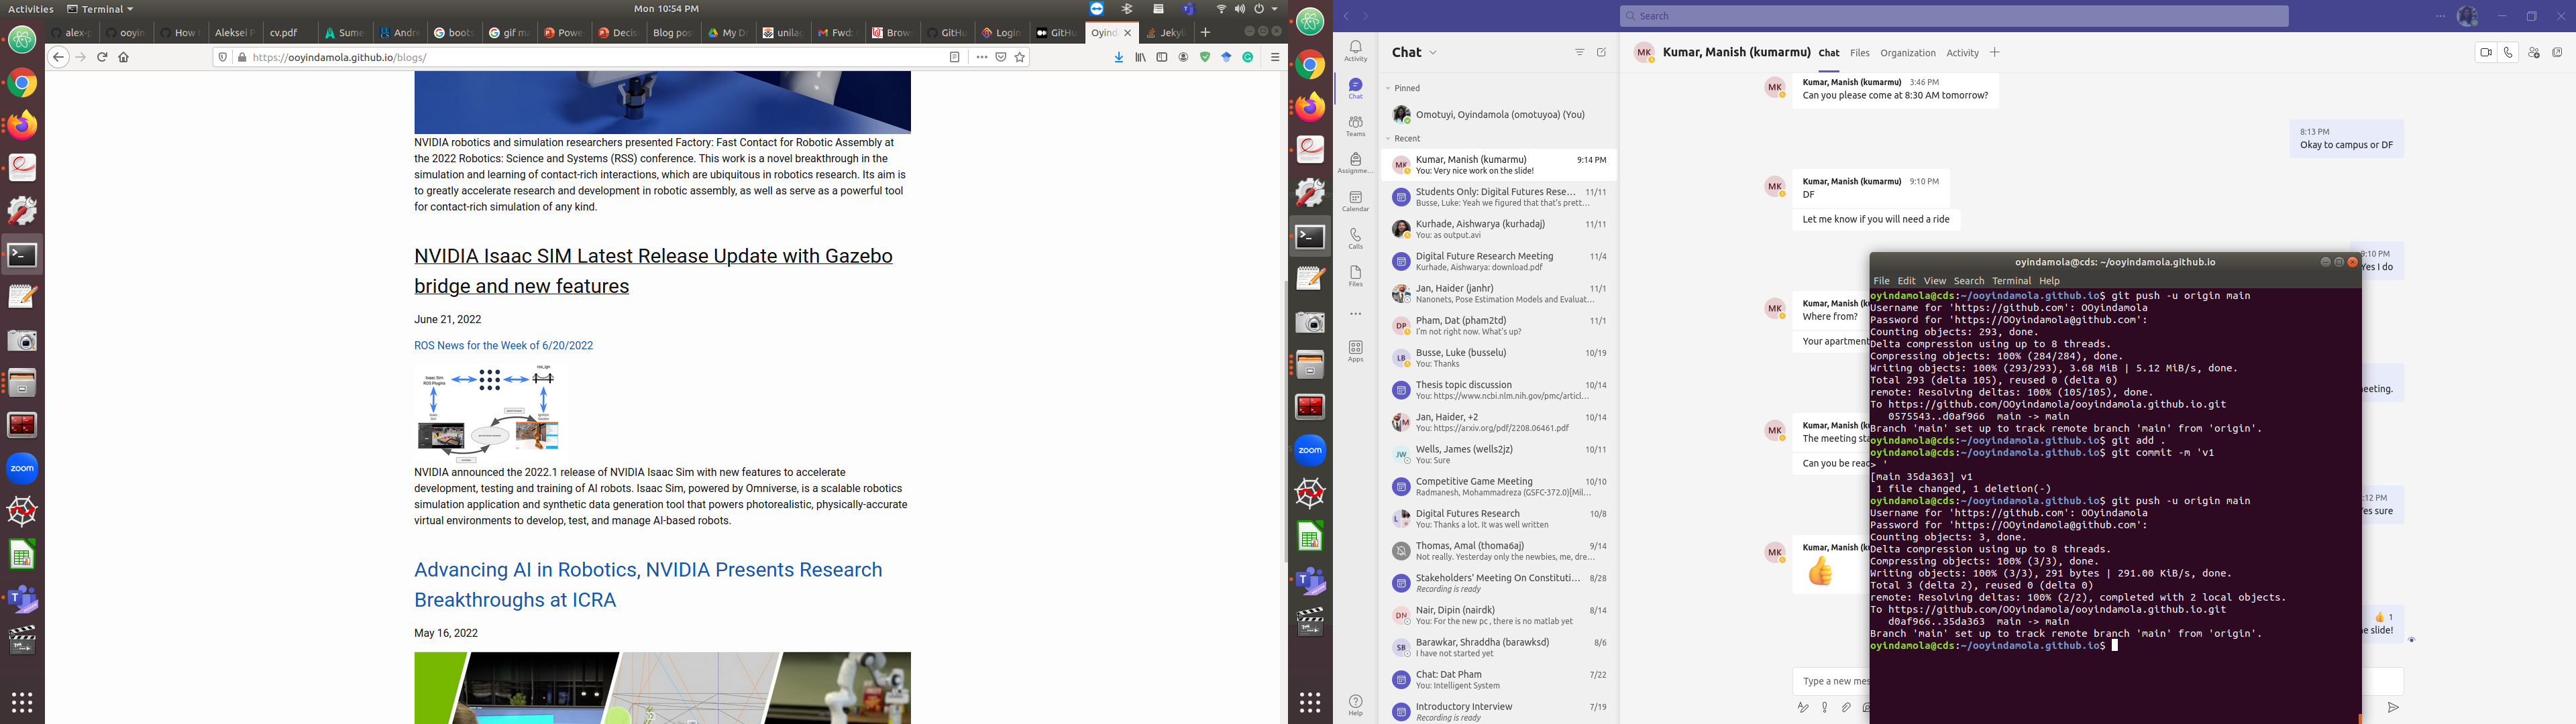 Activities
Terminal
Mon 10:54 PM
alex-p
ooyin
How t
Aleksei P
cv.pdf
Sume
Andre
boots
gif ma
Powe
Decis
Blog pos
My Dr
unilag
Fwd: 
Brow
GitHu
Login
GitHu
Oyind
Jekyll
https://ooyindamola.github.io/blogs/
NVIDIA robotics and simulation researchers presented Factory: Fast Contact for Robotic Assembly at
the 2022 Robotics: Science and Systems (RSS) conference. This work is a novel breakthrough in the
simulation and learning of contact-rich interactions, which are ubiquitous in robotics research. Its aim is
to greatly accelerate research and development in robotic assembly, as well as serve as a powerful tool
for contact-rich simulation of any kind.
NVIDIA Isaac SIM Latest Release Update with Gazebo
bridge and new features
June 21, 2022
ROS News for the Week of 6/20/2022
Isaac Sim
ROS Plugins
ros_ign
NVIDIA announced the 2022.1 release of NVIDIA Isaac Sim with new features to accelerate
development, testing and training of AI robots. Isaac Sim, powered by Omniverse, is a scalable robotics
simulation application and synthetic data generation tool that powers photorealistic, physically-accurate
virtual environments to develop, test, and manage AI-based robots.
Advancing AI in Robotics, NVIDIA Presents Research
Breakthroughs at ICRA
May 16, 2022
zoom
zoom
Search
Activity
Chat
Teams
Assignme...
Calendar
Calls
Files
Apps
Help
Chat
Pinned
Omotuyi, Oyindamola (omotuyoa) (You)
Recent
MK
Kumar, Manish (kumarmu) 9:14 PM
You: Very nice work on the slide!
Students Only: Digital Futures Rese... 11/11
Busse, Luke: Yeah we figured that that's prett...
Kurhade, Aishwarya (kurhadaj) 11/11
You: as output.avi
Digital Future Research Meeting 11/4
Kurhade, Aishwarya: download.pdf
Jan, Haider (janhr) 11/1
Nanonets, Pose Estimation Models and Evaluat...
DP
Pham, Dat (pham2td) 11/1
I'm not right now. What's up?
LB
Busse, Luke (busselu) 10/19
You: Thanks
Thesis topic discussion 10/14
You: https://www.ncbi.nlm.nih.gov/pmc/articl...
M
Jan, Haider, +2 10/14
You: https://arxiv.org/pdf/2208.06461.pdf
JW
Wells, James (wells2jz) 10/11
You: Sure
Competitive Game Meeting 10/10
Radmanesh, Mohammadreza (GSFC-372.0)[Mil...
L
Digital Futures Research 10/8
You: Thanks a lot. It was well written
Thomas, Amal (thoma6aj) 9/14
Not really. Yesterday only the newbies, me, dre...
Stakeholders' Meeting On Constituti... 8/28
Recording is ready
DN
Nair, Dipin (nairdk) 8/14
You: For the new pc , there is no matlab yet
SB
Barawkar, Shraddha (barawksd) 8/6
I have not started yet
Chat: Dat Pham 7/22
You: Intelligent System
Introductory Interview 7/19
Recording is ready
MK
Kumar, Manish (kumarmu) Chat Files Organization Activity
MK
Kumar, Manish (kumarmu) 3:46 PM
Can you please come at 8:30 AM tomorrow?
8:13 PM
Okay to campus or DF
MK
Kumar, Manish (kumarmu) 9:10 PM
DF
Let me know if you will need a ride
9:10 PM
Yes I do
MK
Kumar, Manish (k
Where from?
Your apartment
eeting.
MK
Kumar, Manish (k
The meeting sta
Can you be reac
:12 PM
Yes sure
MK
Kumar, Manish (k
1
e slide!
Type a new mes
oyindamola@cds: ~/ooyindamola.github.io
File Edit View Search Terminal Help
oyindamola@cds:~/ooyindamola.github.io$ git push -u origin main
Username for 'https://github.com': OOyindamola
Password for 'https://OOyindamola@github.com':
Counting objects: 293, done.
Delta compression using up to 8 threads.
Compressing objects: 100% (284/284), done.
Writing objects: 100% (293/293), 3.68 MiB | 5.12 MiB/s, done.
Total 293 (delta 105), reused 0 (delta 0)
remote: Resolving deltas: 100% (105/105), done.
To https://github.com/OOyindamola/ooyindamola.github.io.git
   0575543..d0af966  main -> main
Branch 'main' set up to track remote branch 'main' from 'origin'.
oyindamola@cds:~/ooyindamola.github.io$ git add .
oyindamola@cds:~/ooyindamola.github.io$ git commit -m 'v1
> '
[main 35da363] v1
 1 file changed, 1 deletion(-)
oyindamola@cds:~/ooyindamola.github.io$ git push -u origin main
Username for 'https://github.com': OOyindamola
Password for 'https://OOyindamola@github.com':
Counting objects: 3, done.
Delta compression using up to 8 threads.
Compressing objects: 100% (3/3), done.
Writing objects: 100% (3/3), 291 bytes | 291.00 KiB/s, done.
Total 3 (delta 2), reused 0 (delta 0)
remote: Resolving deltas: 100% (2/2), completed with 2 local objects.
To https://github.com/OOyindamola/ooyindamola.github.io.git
   d0af966..35da363  main -> main
Branch 'main' set up to track remote branch 'main' from 'origin'.
oyindamola@cds:~/ooyindamola.github.io$